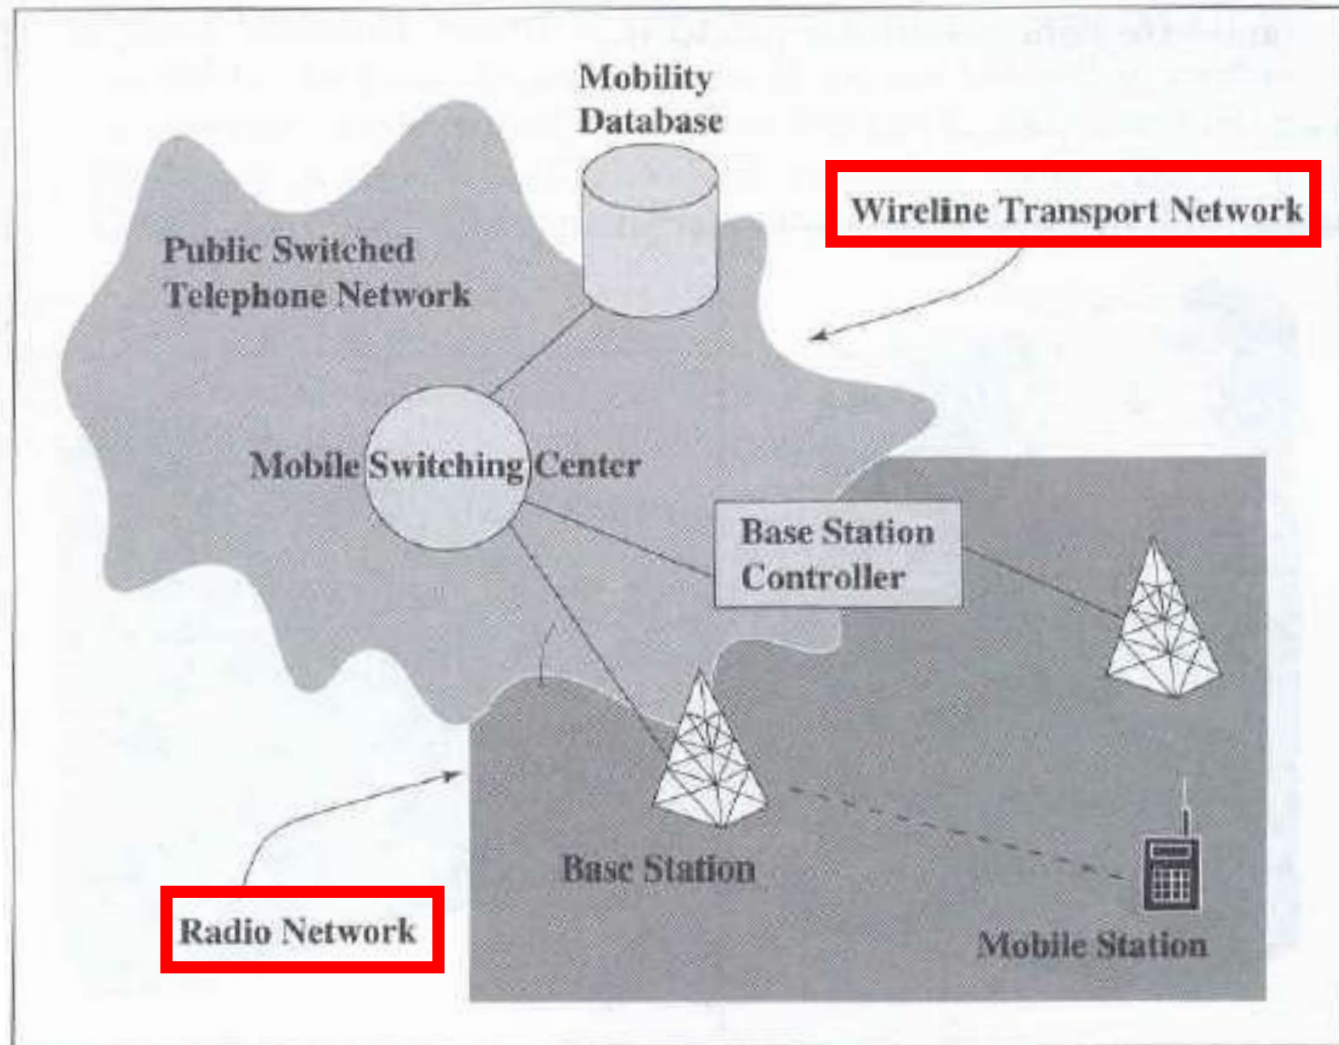 Mobility
Database
Wireline Transport Network
Public Switched
Telephone Network
Mobile Switching Center
Base Station
Controller
Base Station
Radio Network
Mobile Station